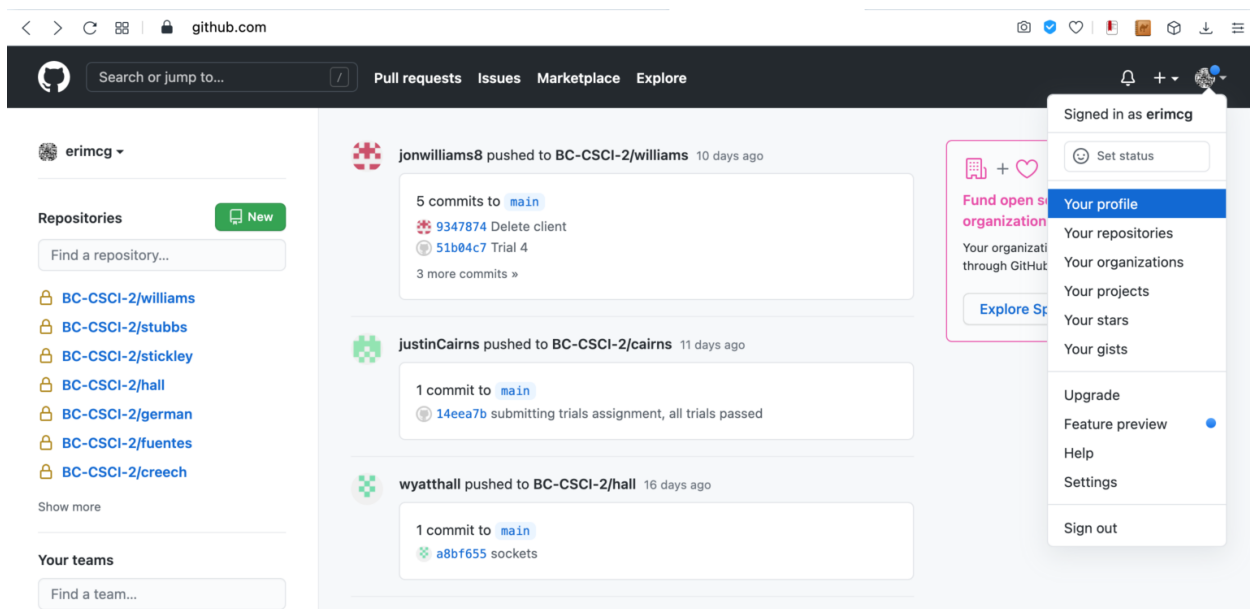 github.com
Search or jump to... /
Pull requests Issues Marketplace Explore
erimcg
Repositories
New
Find a repository...
BC-CSCI-2/williams
BC-CSCI-2/stubbs
BC-CSCI-2/stickley
BC-CSCI-2/hall
BC-CSCI-2/german
BC-CSCI-2/fuentes
BC-CSCI-2/creech
Show more
Your teams
Find a team...
jonwilliams8 pushed to BC-CSCI-2/williams 10 days ago
5 commits to main
9347874 Delete client
51b04c7 Trial 4
3 more commits »
justinCairns pushed to BC-CSCI-2/cairns 11 days ago
1 commit to main
14eea7b submitting trials assignment, all trials passed
wyatthall pushed to BC-CSCI-2/hall 16 days ago
1 commit to main
a8bf655 sockets
+
Fund open s
organization
Your organizati
through GitHub
Explore Sp
Signed in as erimcg
Set status
Your profile
Your repositories
Your organizations
Your projects
Your stars
Your gists
Upgrade
Feature preview
Help
Settings
Sign out